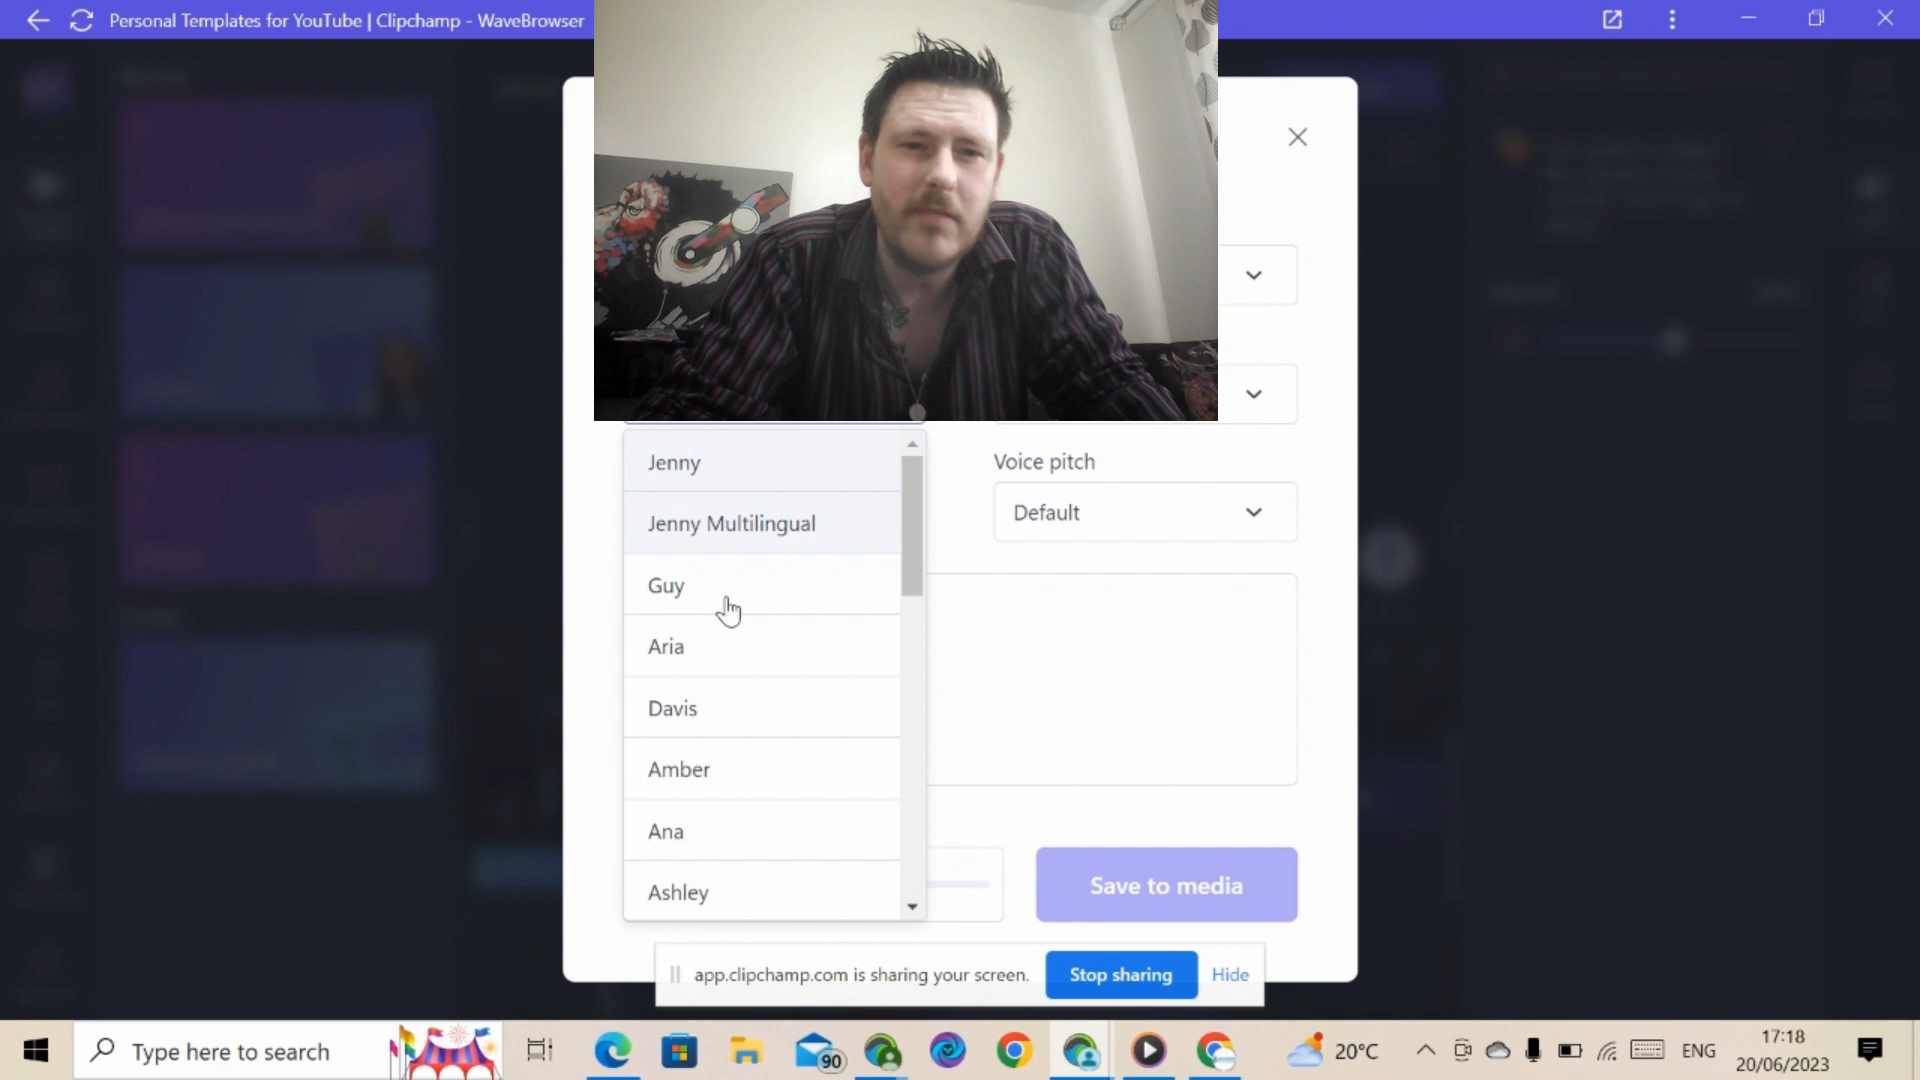 Personal Templates for YouTube | Clipchamp - WaveBrowser
Jenny
Jenny Multilingual
Guy
Aria
Davis
Amber
Ana
Ashley
Voice pitch
Default
Save to media
app.clipchamp.com is sharing your screen.
Stop sharing
Hide
Type here to search
90
20°C
ENG
17:18
20/06/2023